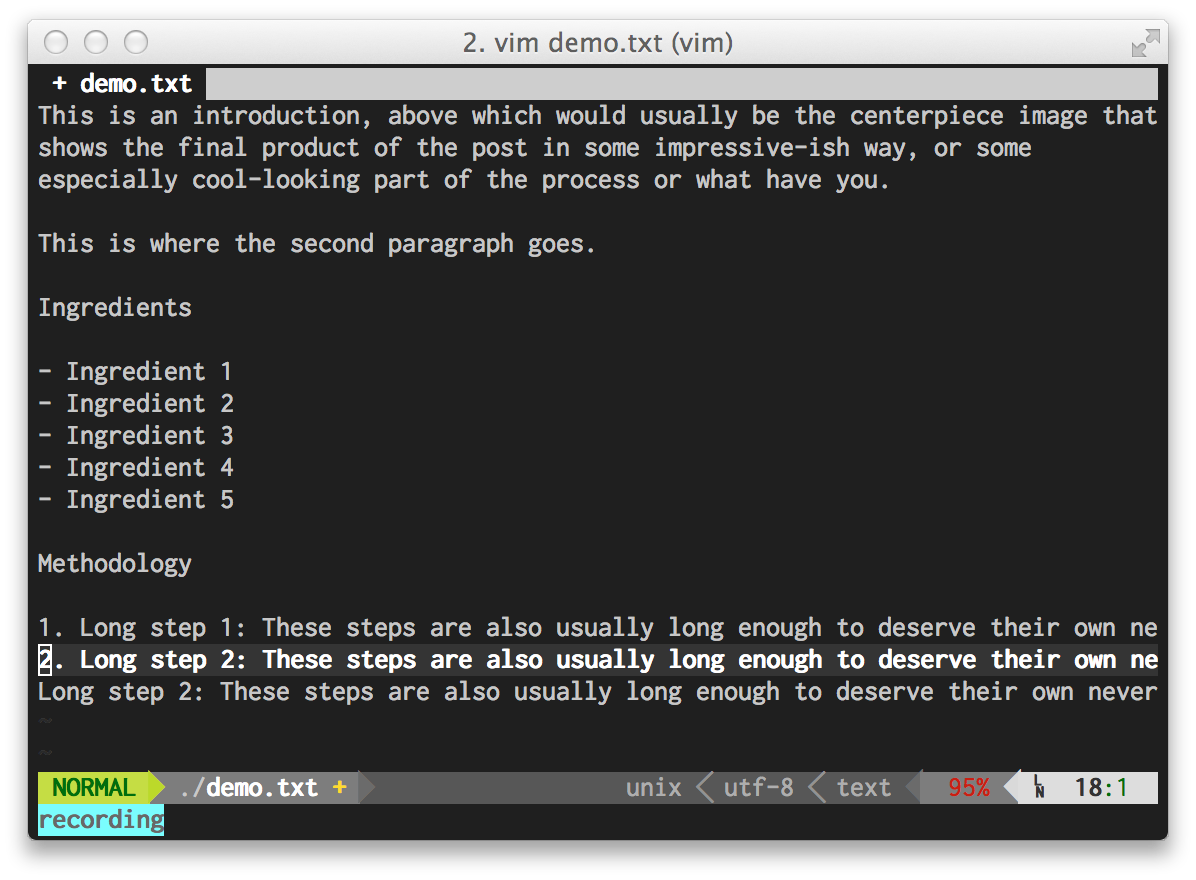 2. vim demo.txt (vim)
+ demo.txt
This is an introduction, above which would usually be the centerpiece image that
shows the final product of the post in some impressive-ish way, or some
especially cool-looking part of the process or what have you.
This is where the second paragraph goes.
Ingredients
- Ingredient 1
- Ingredient 2
- Ingredient 3
- Ingredient 4
- Ingredient 5
Methodology
1. Long step 1: These steps are also usually long enough to deserve their own ne
2. Long step 2: These steps are also usually long enough to deserve their own ne
Long step 2: These steps are also usually long enough to deserve their own never
~
~
NORMAL ./demo.txt + unix utf-8 text 95% LN 18:1
recording